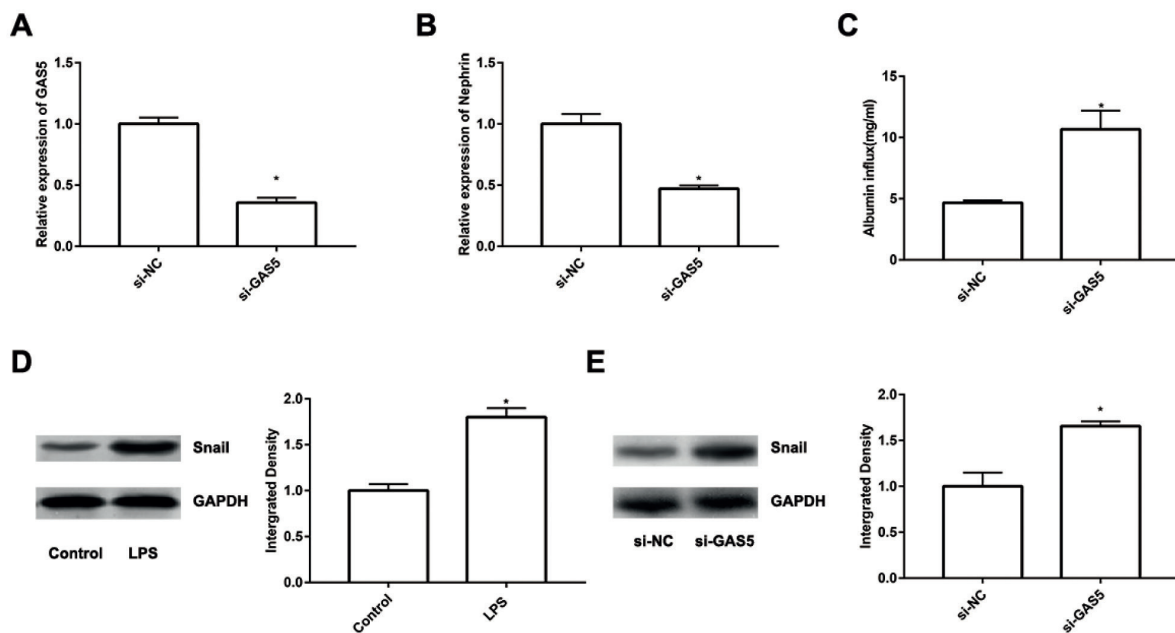 A
Relative expression of GAS5
1.5
1.0
0.5
0.0
*
si-NC
si-GAS5
B
Relative expression of Nephrin
1.5
1.0
0.5
0.0
*
si-NC
si-GAS5
C
Albumin influx(mg/ml)
15
10
5
0
*
si-NC
si-GAS5
D
Snail
GAPDH
Control LPS
Intergrated Density
2.0
1.5
1.0
0.5
0.0
*
Control
LPS
E
Snail
GAPDH
si-NC si-GAS5
Intergrated Density
2.0
1.5
1.0
0.5
0.0
*
si-NC
si-GAS5